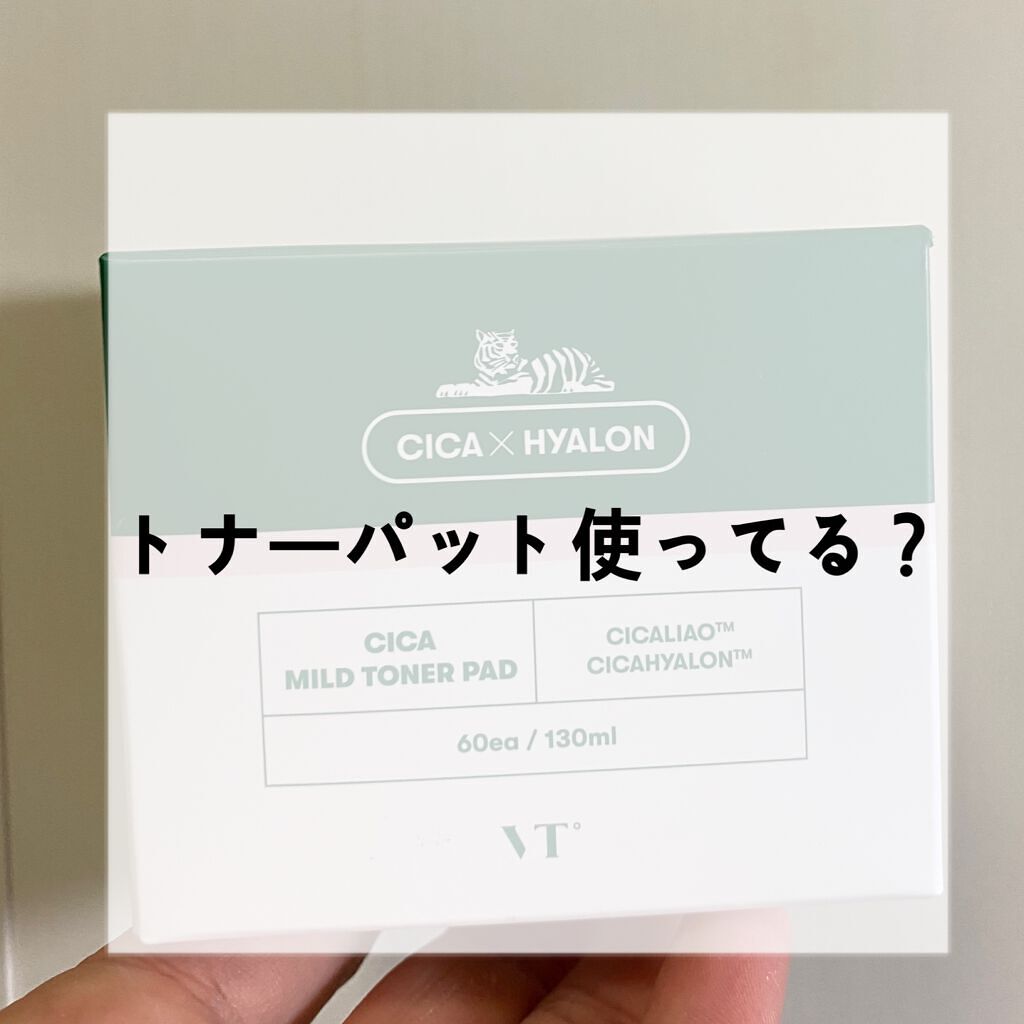 CICA×HYALON
トナーパット使ってる？
CICA
MILD TONER PAD
CICALIAO™
CICAHYALON™
60ea / 130ml
VT°